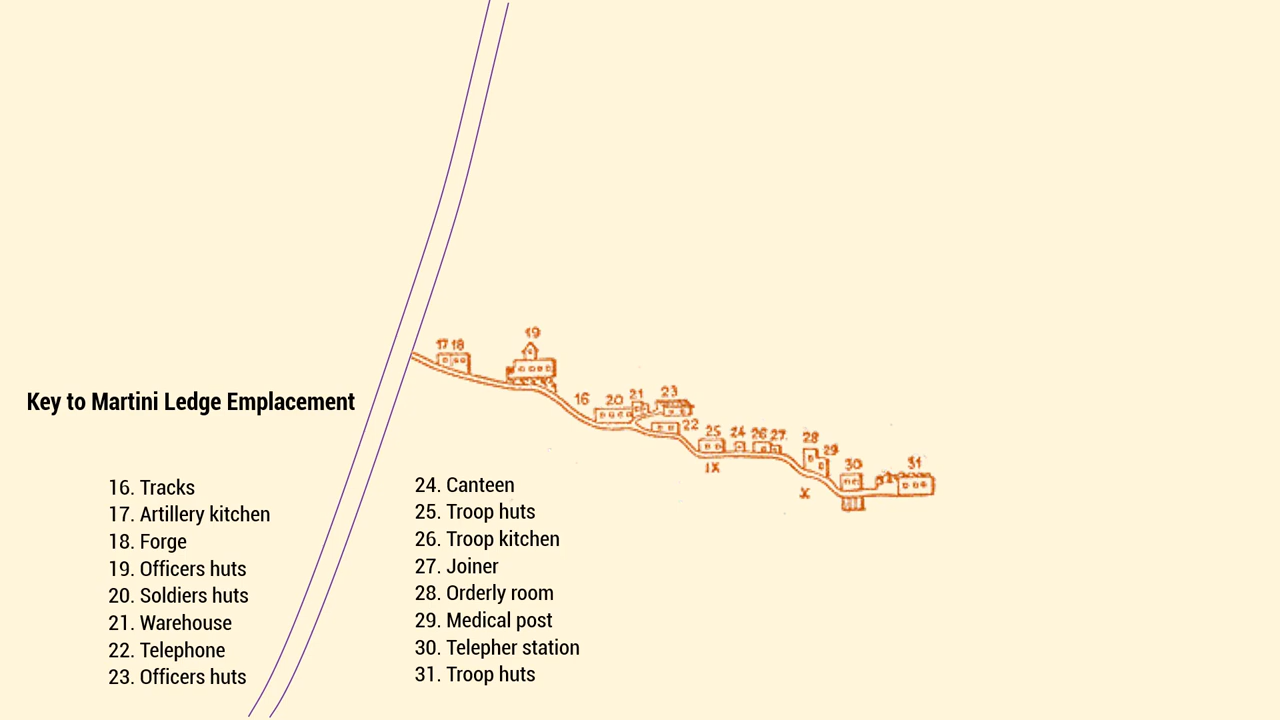 19
17 18
16
20
21
23
22
25
24
26
27
28
29
30
31
IX
X
Key to Martini Ledge Emplacement
16. Tracks
17. Artillery kitchen
18. Forge
19. Officers huts
20. Soldiers huts
21. Warehouse
22. Telephone
23. Officers huts
24. Canteen
25. Troop huts
26. Troop kitchen
27. Joiner
28. Orderly room
29. Medical post
30. Telepher station
31. Troop huts